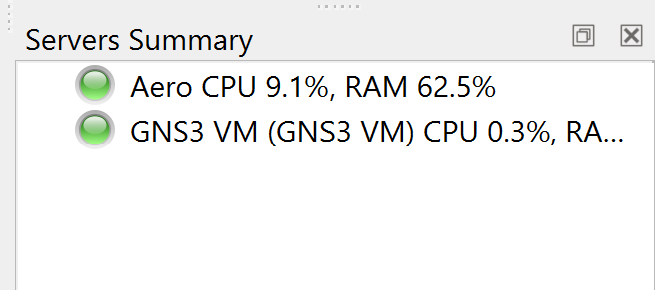 Servers Summary
Aero CPU 9.1%, RAM 62.5%
GNS3 VM (GNS3 VM) CPU 0.3%, RA...